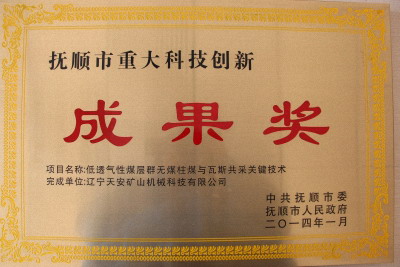 抚顺市重大科技创新
成果奖
项目名称:低透气性煤层群无煤柱煤与瓦斯共采关键技术
完成单位:辽宁天安矿山机械科技有限公司
中共抚顺市委
抚顺市人民政府
二〇一四年一月